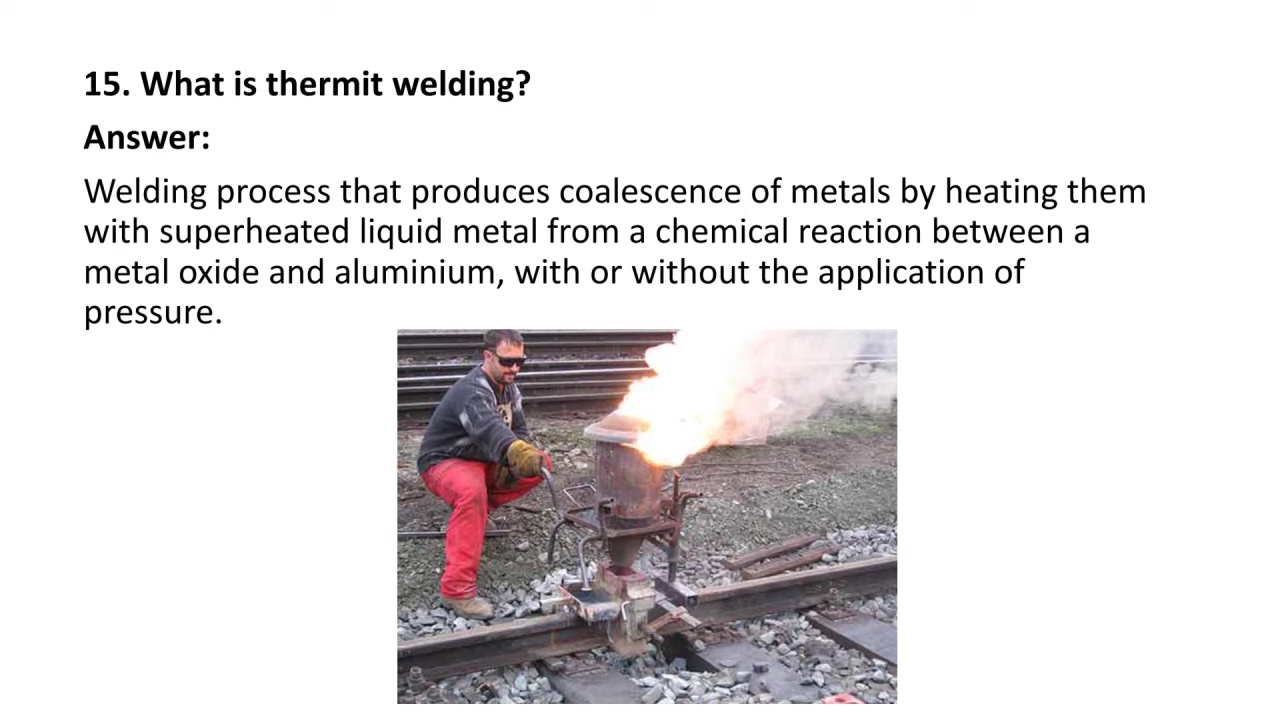 15. What is thermit welding?
Answer:
Welding process that produces coalescence of metals by heating them
with superheated liquid metal from a chemical reaction between a
metal oxide and aluminium, with or without the application of
pressure.